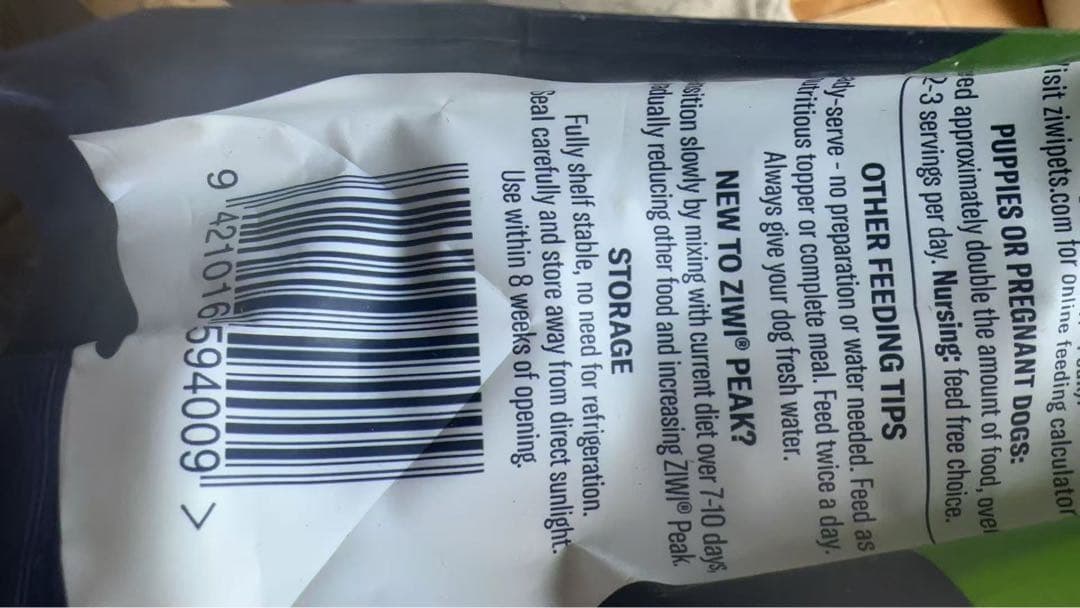 isit ziwipets.com for online feeding calculator
PUPPIES OR PREGNANT DOGS:
eed approximately double the amount of food, over
2-3 servings per day. Nursing: feed free choice.
OTHER FEEDING TIPS
ady-serve - no preparation or water needed. Feed as
utritious topper or complete meal. Feed twice a day.
Always give your dog fresh water.
NEW TO ZIWI® PEAK?
sition slowly by mixing with current diet over 7-10 days,
dually reducing other food and increasing ZIWI® Peak.
STORAGE
Fully shelf stable, no need for refrigeration.
Seal carefully and store away from direct sunlight.
Use within 8 weeks of opening.
9 421016 594009 >